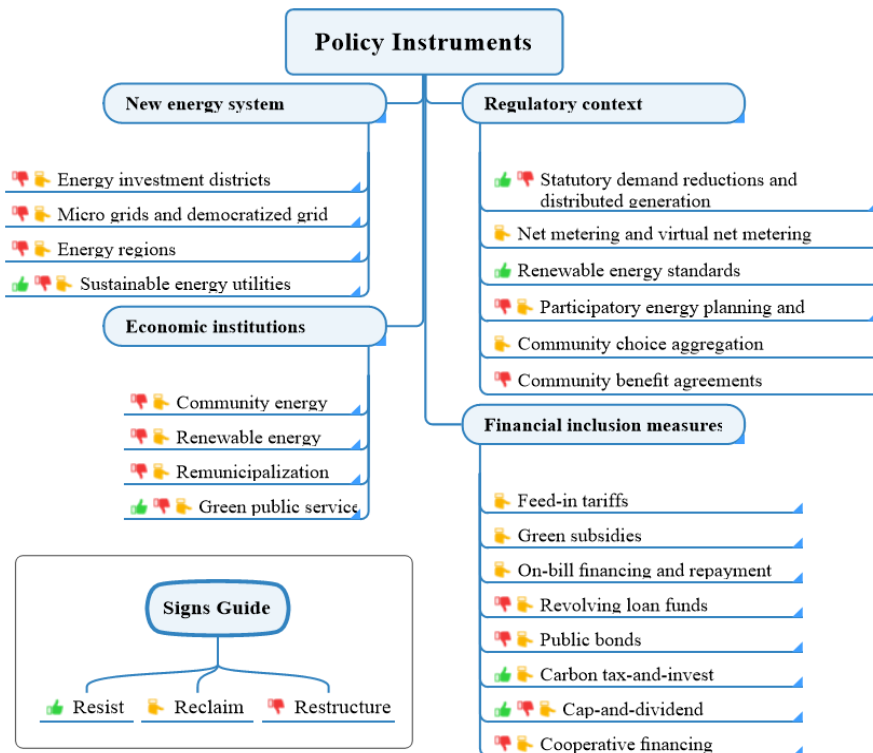 Policy Instruments
New energy system
Energy investment districts
Micro grids and democratized grid
Energy regions
Sustainable energy utilities
Economic institutions
Community energy
Renewable energy
Remunicipalization
Green public service
Regulatory context
Statutory demand reductions and
distributed generation
Net metering and virtual net metering
Renewable energy standards
Participatory energy planning and
Community choice aggregation
Community benefit agreements
Financial inclusion measures
Feed-in tariffs
Green subsidies
On-bill financing and repayment
Revolving loan funds
Public bonds
Carbon tax-and-invest
Cap-and-dividend
Cooperative financing
Signs Guide
Resist
Reclaim
Restructure